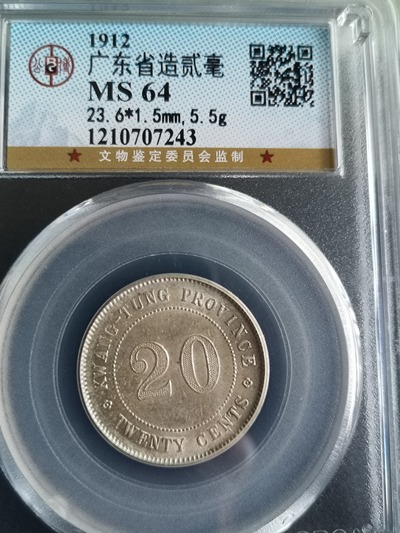 1912
广东省造贰毫
MS 64
23.6*1.5mm,5.5g
1210707243
★ 文物鉴定委员会监制 ★
KWANG-TUNG PROVINCE
20
TWENTY CENTS